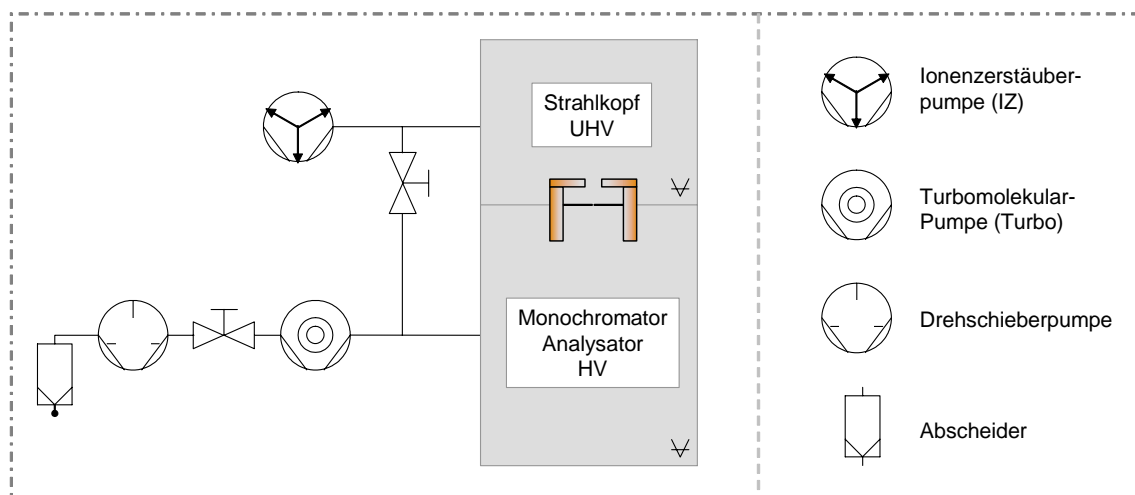 Strahlkopf
UHV
Monochromator
Analysator
HV
Ionenzerstäuber-
pumpe (IZ)
Turbomolekular-
Pumpe (Turbo)
Drehschieberpumpe
Abscheider